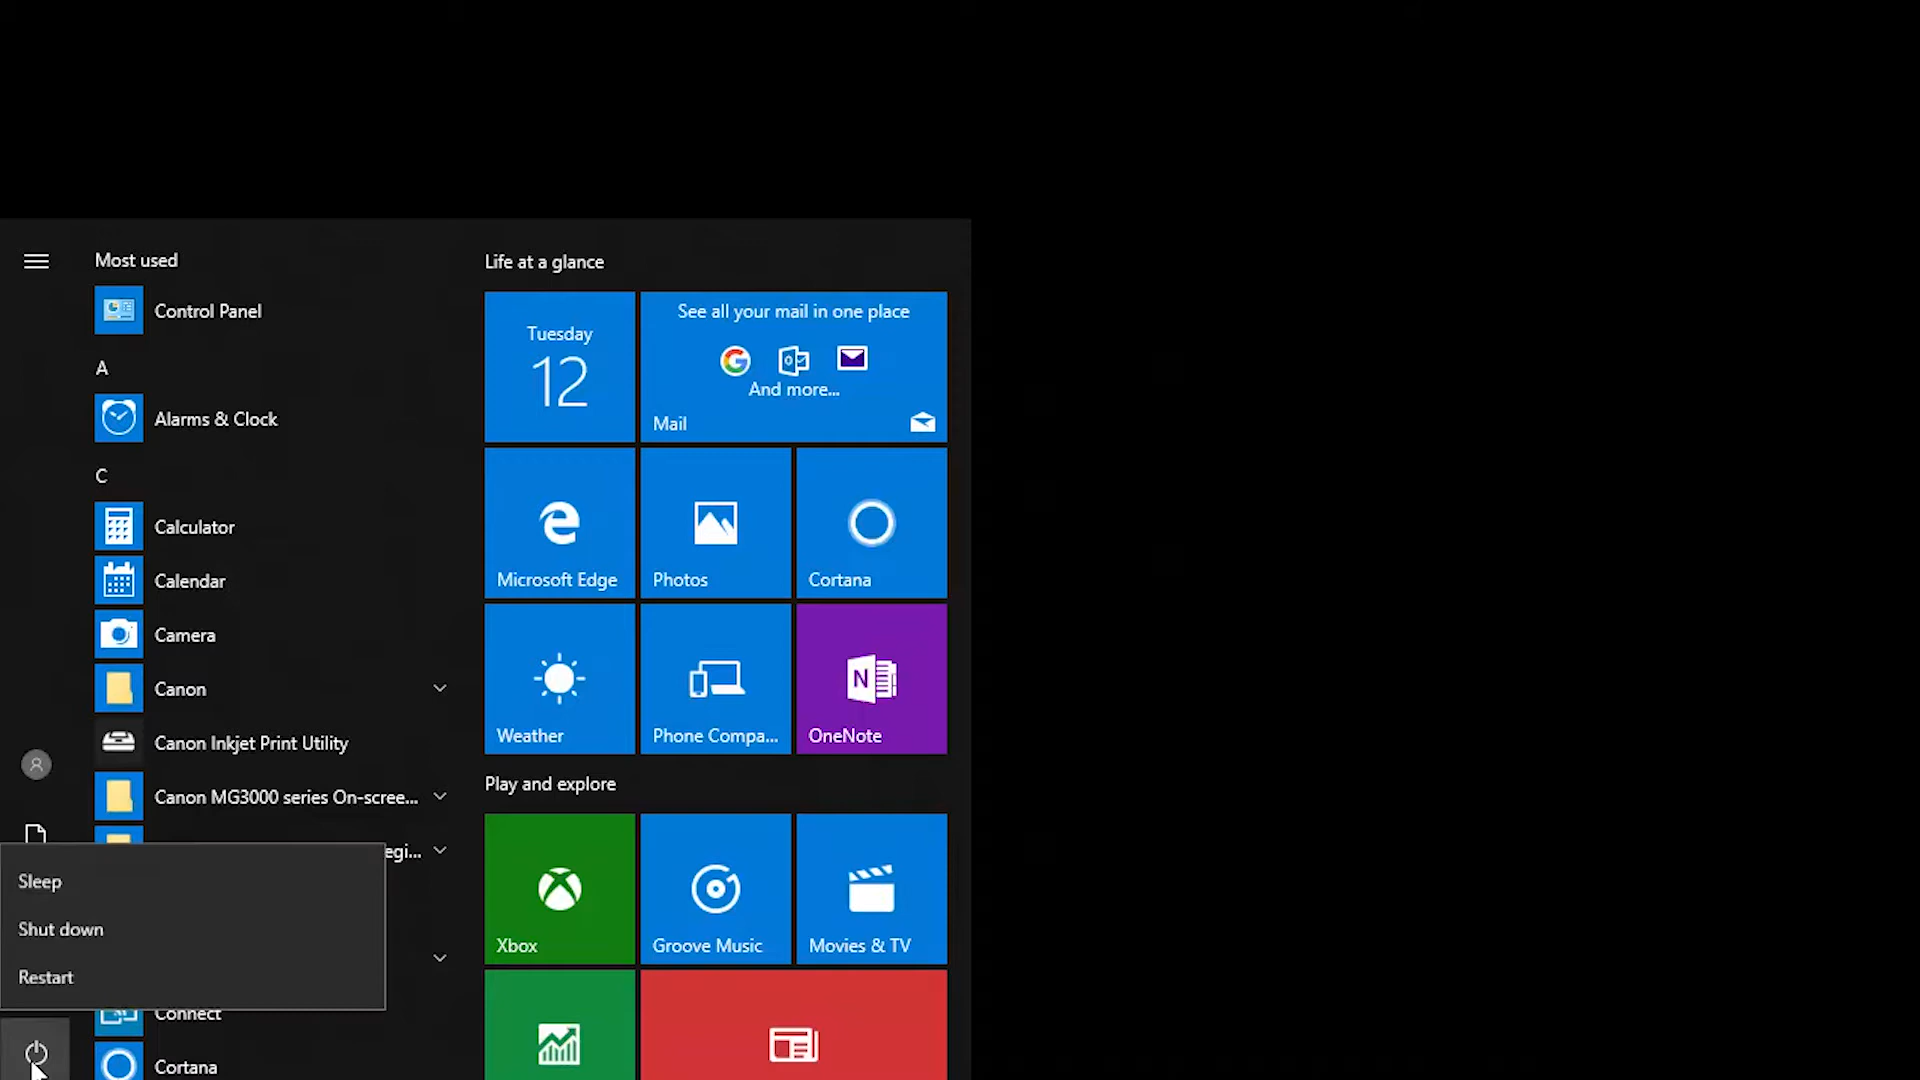 Most used
Control Panel
A
Alarms & Clock
C
Calculator
Calendar
Camera
Canon
Canon Inkjet Print Utility
Canon MG3000 series On-scree...
egi...
Sleep
Shut down
Restart
Connect
Cortana
Life at a glance
Tuesday
12
See all your mail in one place
And more...
Mail
Microsoft Edge
Photos
Cortana
Weather
Phone Compa...
OneNote
Play and explore
Xbox
Groove Music
Movies & TV